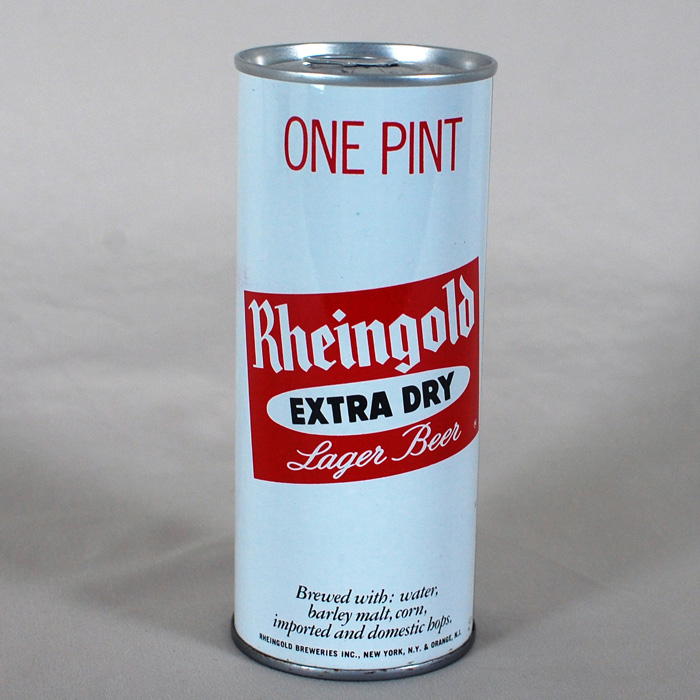 ONE PINT
Rheingold
EXTRA DRY
Lager Beer
Brewed with: water,
barley malt, corn,
imported and domestic hops.
RHEINGOLD BREWERIES INC., NEW YORK, N.Y. & ORANGE, N.J.